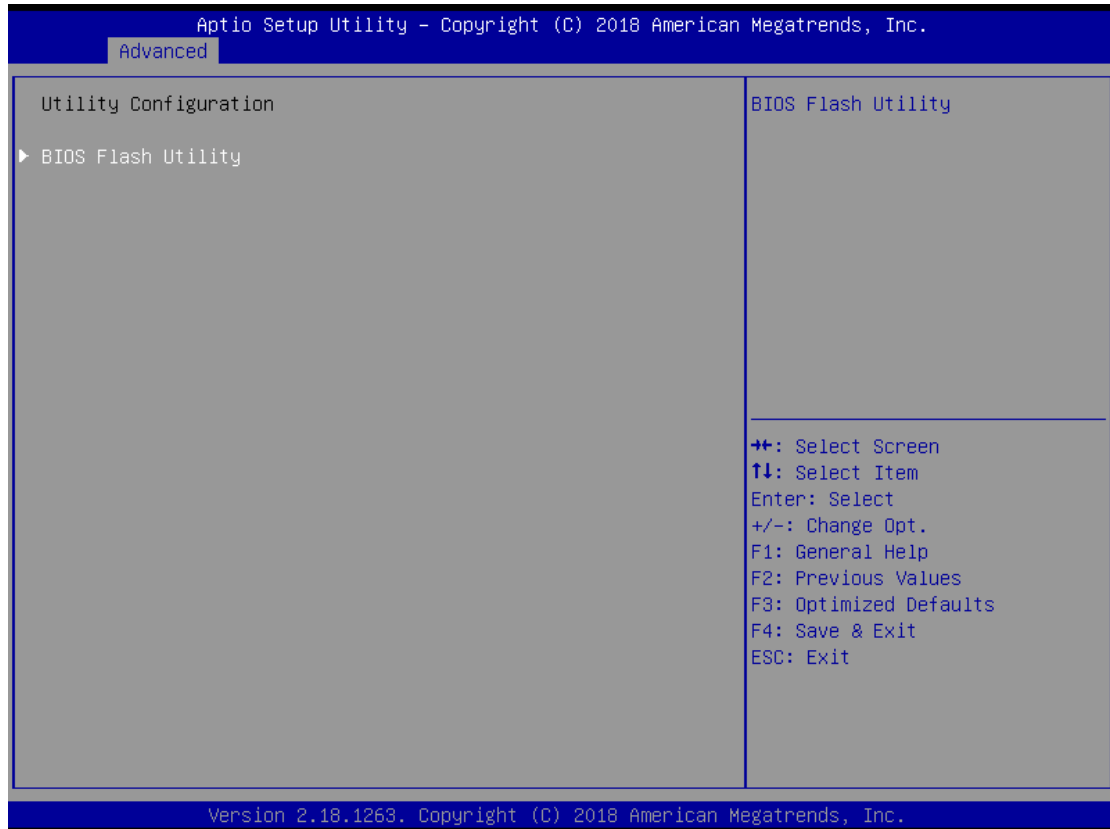 Aptio Setup Utility – Copyright (C) 2018 American Megatrends, Inc.
Advanced
Utility Configuration
▶ BIOS Flash Utility
BIOS Flash Utility
→←: Select Screen
↑↓: Select Item
Enter: Select
+/-: Change Opt.
F1: General Help
F2: Previous Values
F3: Optimized Defaults
F4: Save & Exit
ESC: Exit
Version 2.18.1263. Copyright (C) 2018 American Megatrends, Inc.